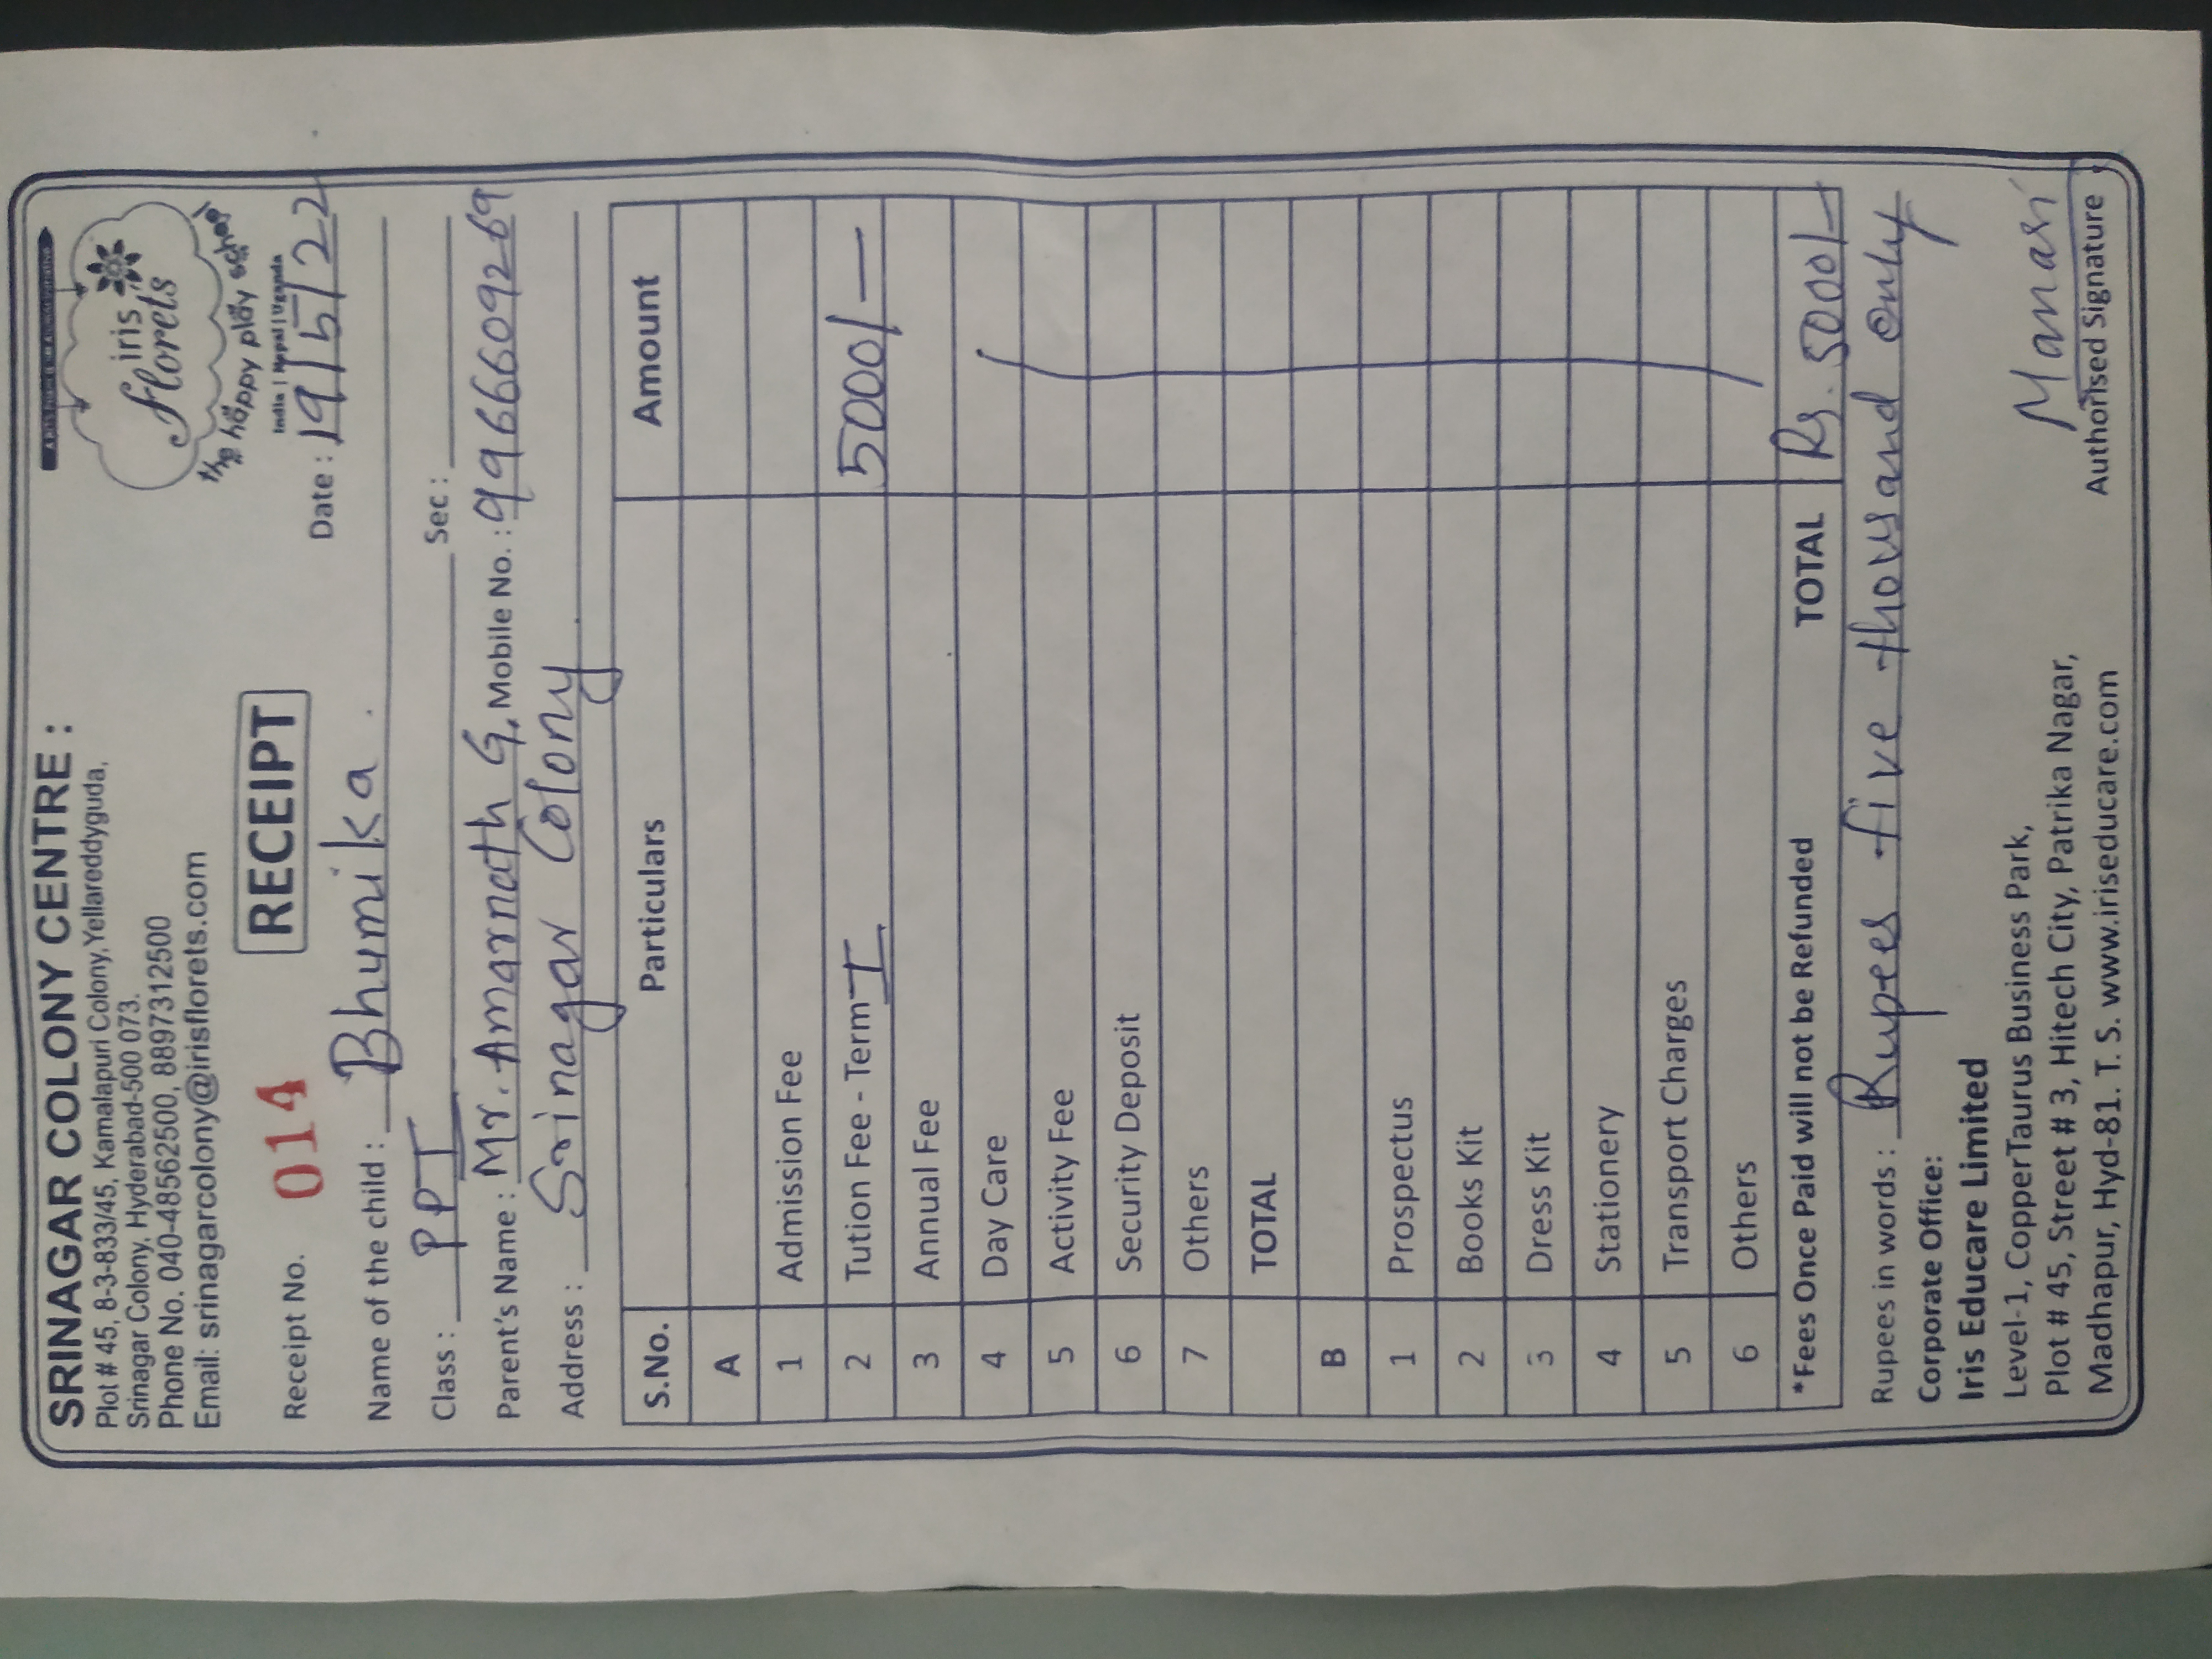 SRINAGAR COLONY CENTRE :
Plot # 45, 8-3-833/45, Kamalapuri Colony,Yellareddyguda,
Srinagar Colony, Hyderabad-500 073.
Phone No. 040-48562500, 8897312500
Email: srinagarcolony@irisflorets.com
iris
florets
the happy play school
India | Nepal | Uganda
RECEIPT
Receipt No. 014
Date : 19/5/22
Name of the child : Bhumika .
Class : PPI Sec :
Parent's Name : Mr. Amarnath G, Mobile No. : 9966609269
Address : Srinagar Colony .
S.No. Particulars Amount
A
1 Admission Fee
2 Tution Fee - Term I 5000/—
3 Annual Fee
4 Day Care
5 Activity Fee
6 Security Deposit
7 Others
TOTAL
B
1 Prospectus
2 Books Kit
3 Dress Kit
4 Stationery
5 Transport Charges
6 Others
*Fees Once Paid will not be Refunded TOTAL Rs. 5000/-
Rupees in words : Rupees five thousand only
Corporate Office:
Iris Educare Limited
Level-1, CopperTaurus Business Park,
Plot # 45, Street # 3, Hitech City, Patrika Nagar,
Madhapur, Hyd-81. T. S. www.iriseducare.com
Manasi
Authorised Signature